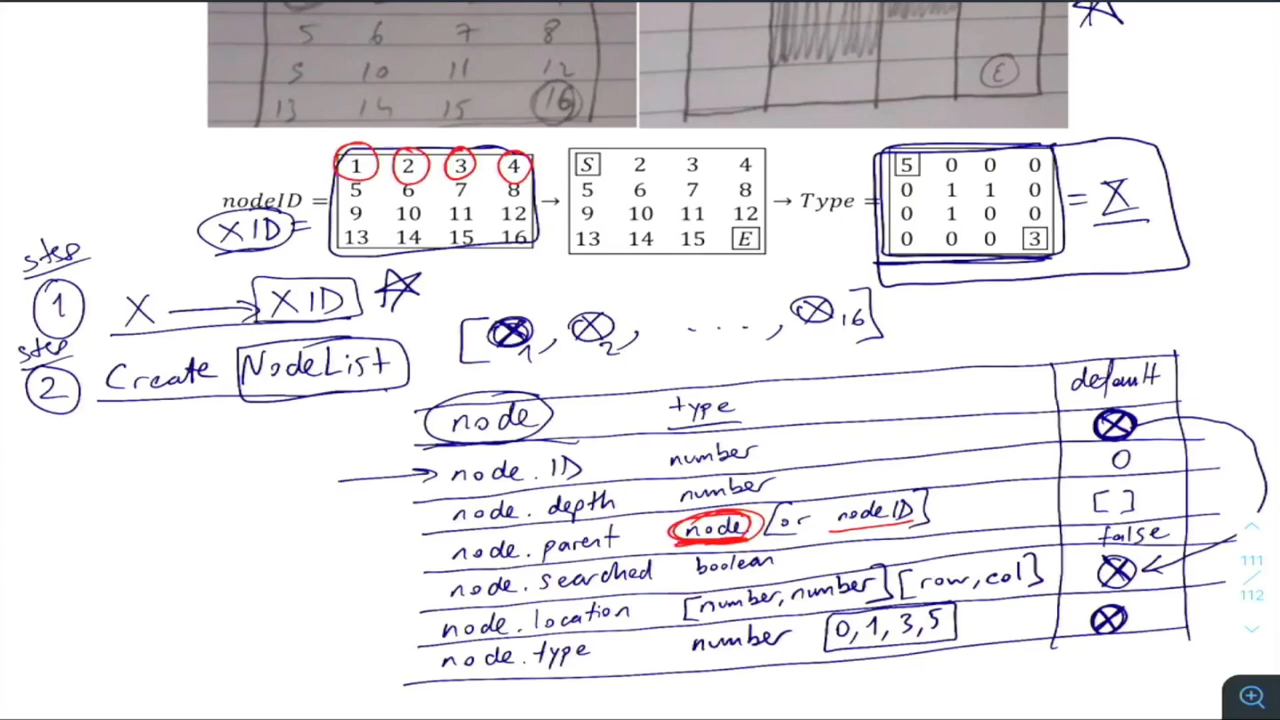 5 6 7 8
9 10 11 12
13 14 15 16
E
nodeID =
1 2 3 4
5 6 7 8
9 10 11 12
13 14 15 16
→
S 2 3 4
5 6 7 8
9 10 11 12
13 14 15 E
→ Type =
5 0 0 0
0 1 1 0
0 1 0 0
0 0 0 3
= X
XID =
step
1 X → XID
[⊗1, ⊗2, ...., ⊗16]
step
2 Create NodeList
node type default
→ node.ID number ⊗
node.depth number 0
node.parent node [or nodeID] [ ]
node.searched boolean false
node.location [number, number] [row, col] ⊗
node.type number 0, 1, 3, 5 ⊗
111
/
112